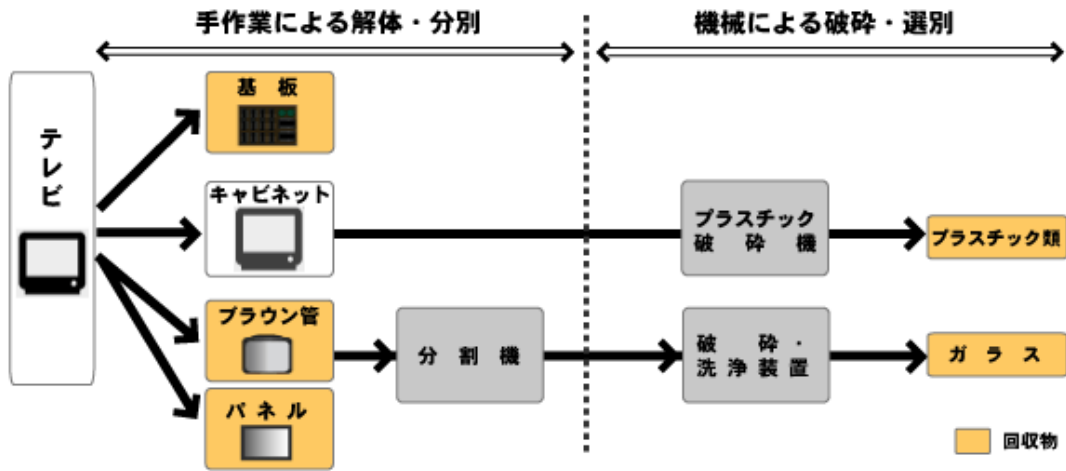 手作業による解体・分別
機械による破砕・選別
テレビ
基板
キャビネット
ブラウン管
パネル
分割機
プラスチック
破砕機
破砕・
洗浄装置
プラスチック類
ガラス
回収物